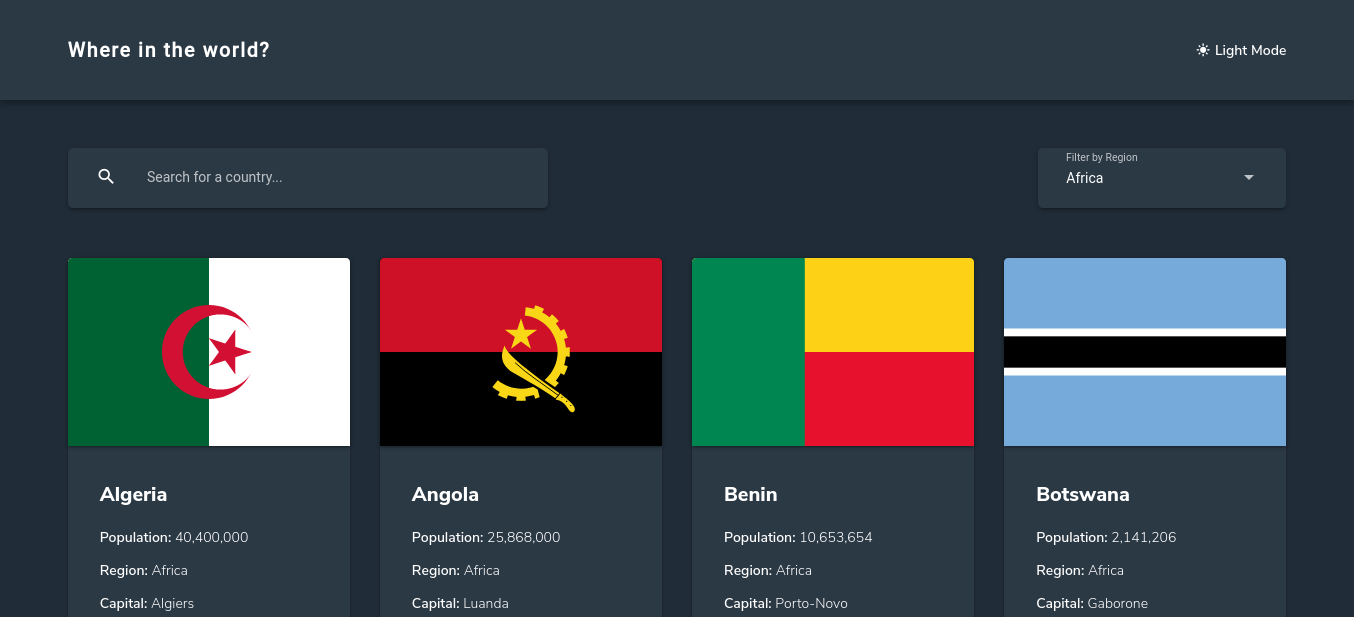 Where in the world?
Light Mode
Search for a country...
Filter by Region
Africa
Algeria
Population: 40,400,000
Region: Africa
Capital: Algiers
Angola
Population: 25,868,000
Region: Africa
Capital: Luanda
Benin
Population: 10,653,654
Region: Africa
Capital: Porto-Novo
Botswana
Population: 2,141,206
Region: Africa
Capital: Gaborone